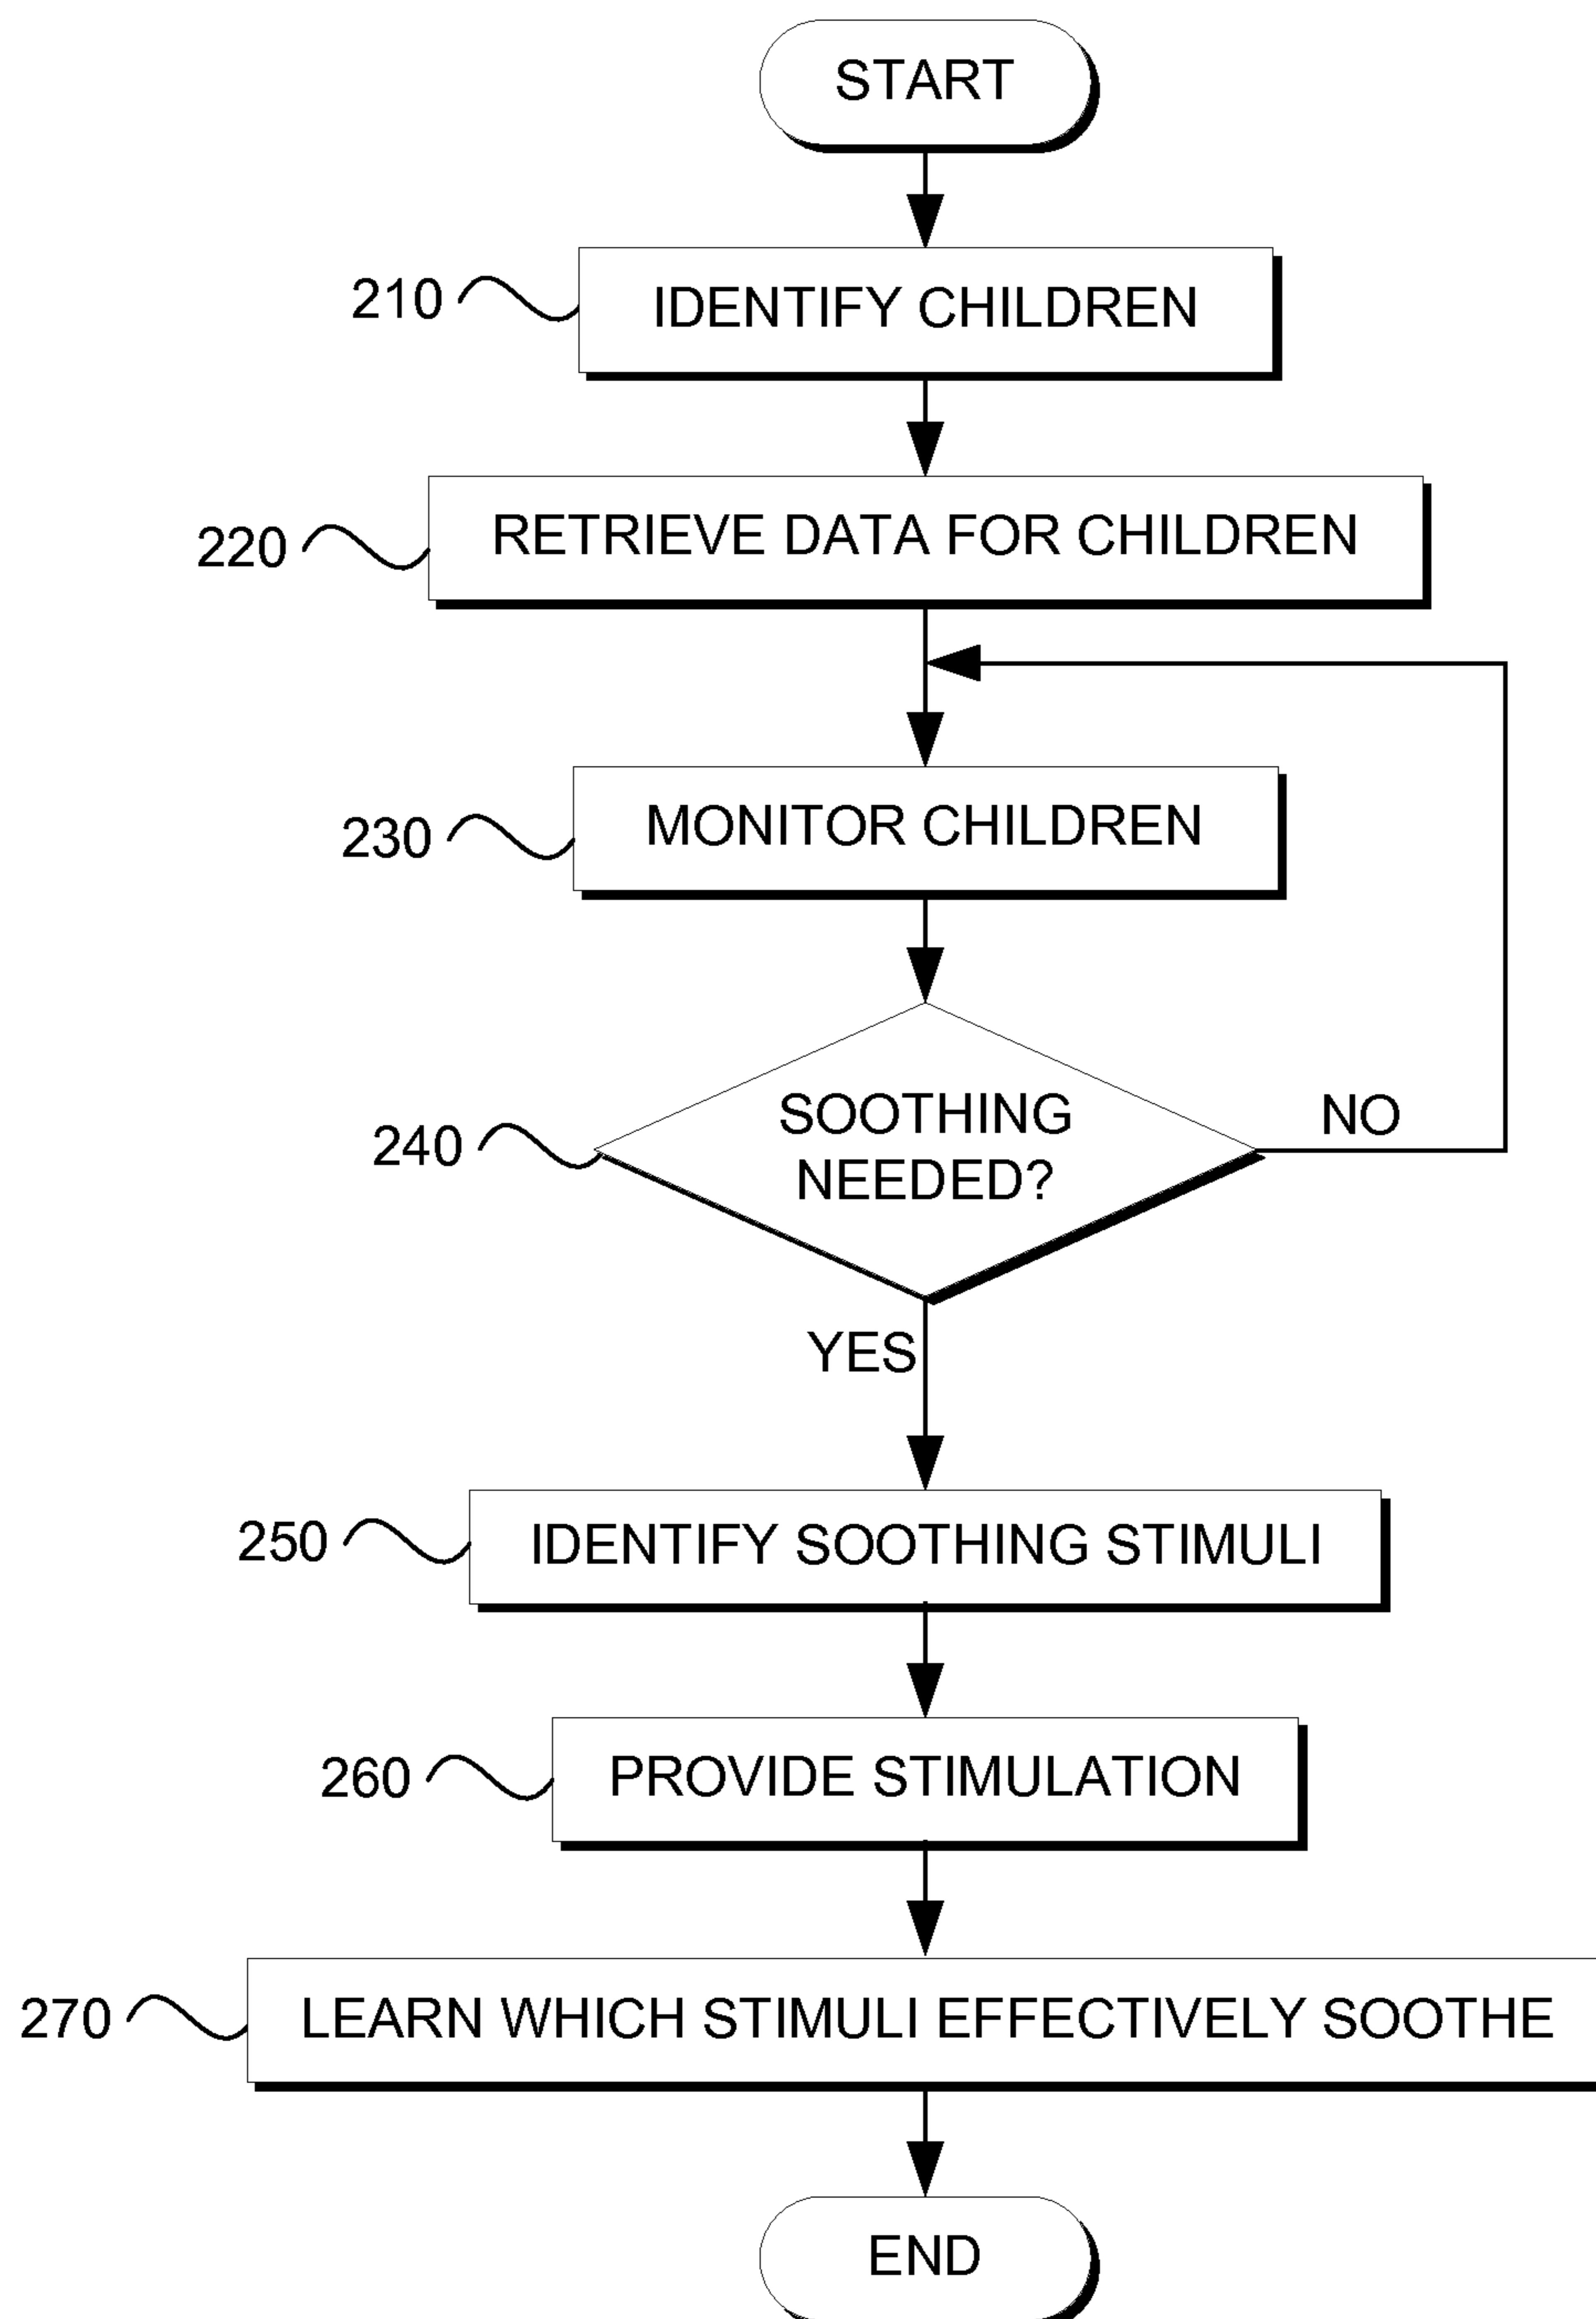 START
210
IDENTIFY CHILDREN
220
RETRIEVE DATA FOR CHILDREN
230
MONITOR CHILDREN
240
SOOTHING
NEEDED?
NO
YES
250
IDENTIFY SOOTHING STIMULI
260
PROVIDE STIMULATION
270
LEARN WHICH STIMULI EFFECTIVELY SOOTHE
END